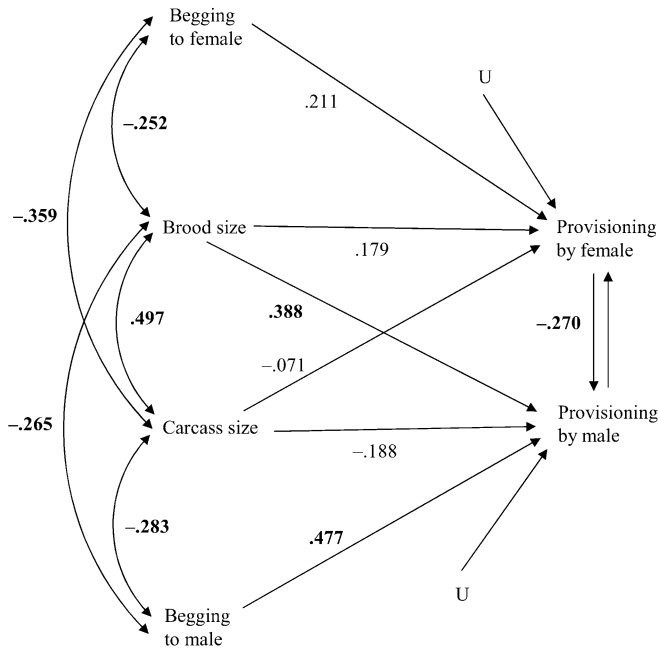 Begging
to female
U
.211
–.252
–.359
Brood size
Provisioning
by female
.179
.497
.388
–.270
–.071
–.265
Carcass size
Provisioning
by male
–.188
–.283
.477
U
Begging
to male